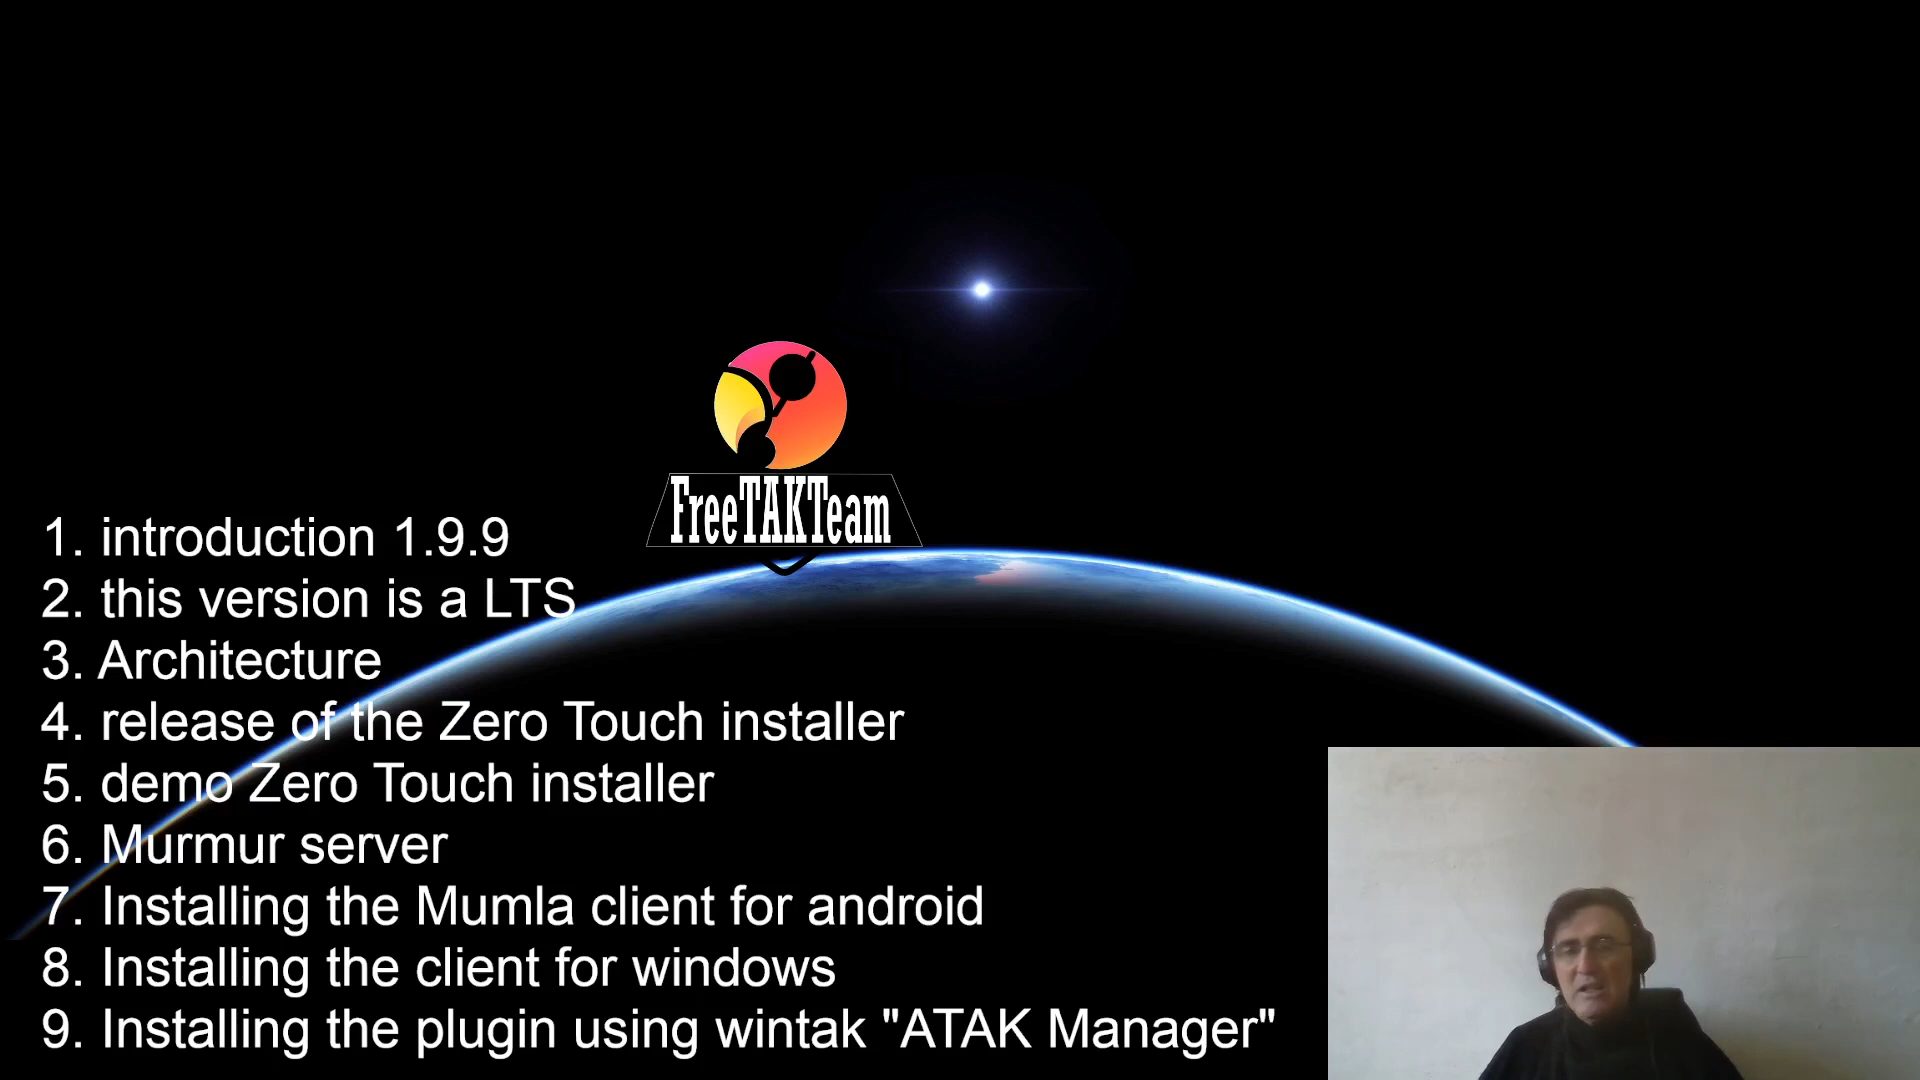 FreeTAKTeam
1. introduction 1.9.9
2. this version is a LTS
3. Architecture
4. release of the Zero Touch installer
5. demo Zero Touch installer
6. Murmur server
7. Installing the Mumla client for android
8. Installing the client for windows
9. Installing the plugin using wintak "ATAK Manager"